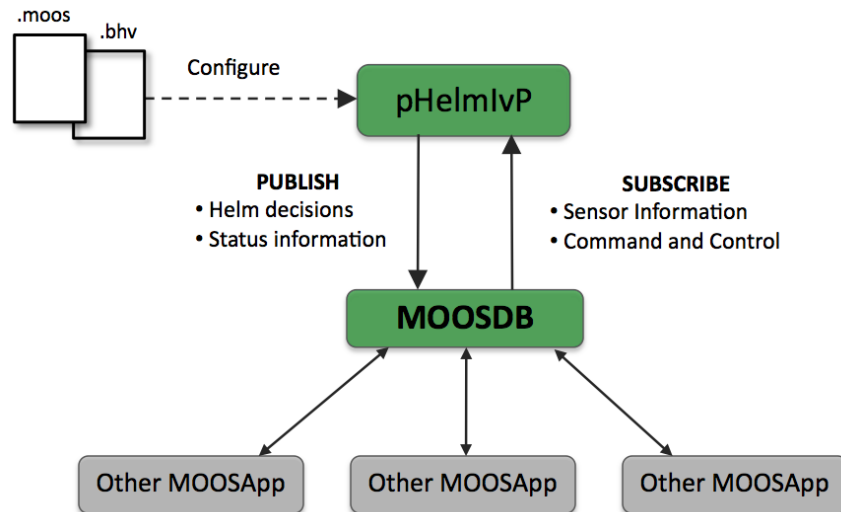 .moos
.bhv
Configure
pHelmIvP
PUBLISH
• Helm decisions
• Status information
SUBSCRIBE
• Sensor Information
• Command and Control
MOOSDB
Other MOOSApp
Other MOOSApp
Other MOOSApp